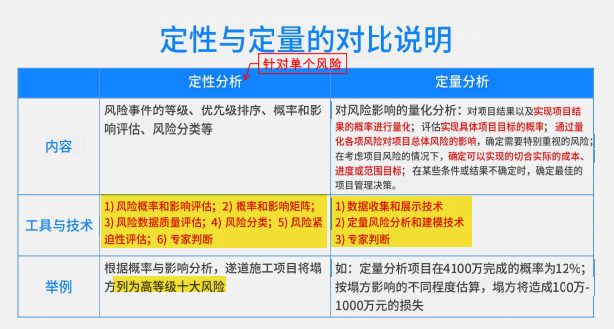 定性与定量的对比说明
针对单个风险
定性分析
定量分析
内容
风险事件的等级、优先级排序、概率和影
响评估、风险分类等
对风险影响的量化分析：对项目结果以及实现项目结
果的概率进行量化；评估实现具体项目目标的概率；通过量
化各项风险对项目总体风险的影响，确定需要特别重视的风险；
在考虑项目风险的情况下，确定可以实现的切合实际的成本、
进度或范围目标；在某些条件或结果不确定时，确定最佳的
项目管理决策。
工具与技术
1) 风险概率和影响评估；2) 概率和影响矩阵；
3) 风险数据质量评估；4) 风险分类；5) 风险紧
迫性评估；6) 专家判断
1) 数据收集和展示技术
2) 定量风险分析和建模技术
3) 专家判断
举例
根据概率与影响分析，遂道施工项目将塌
方列为高等级十大风险
如：定量分析项目在4100万完成的概率为12%；
按塌方影响的不同程度估算，塌方将造成100万-
1000万元的损失